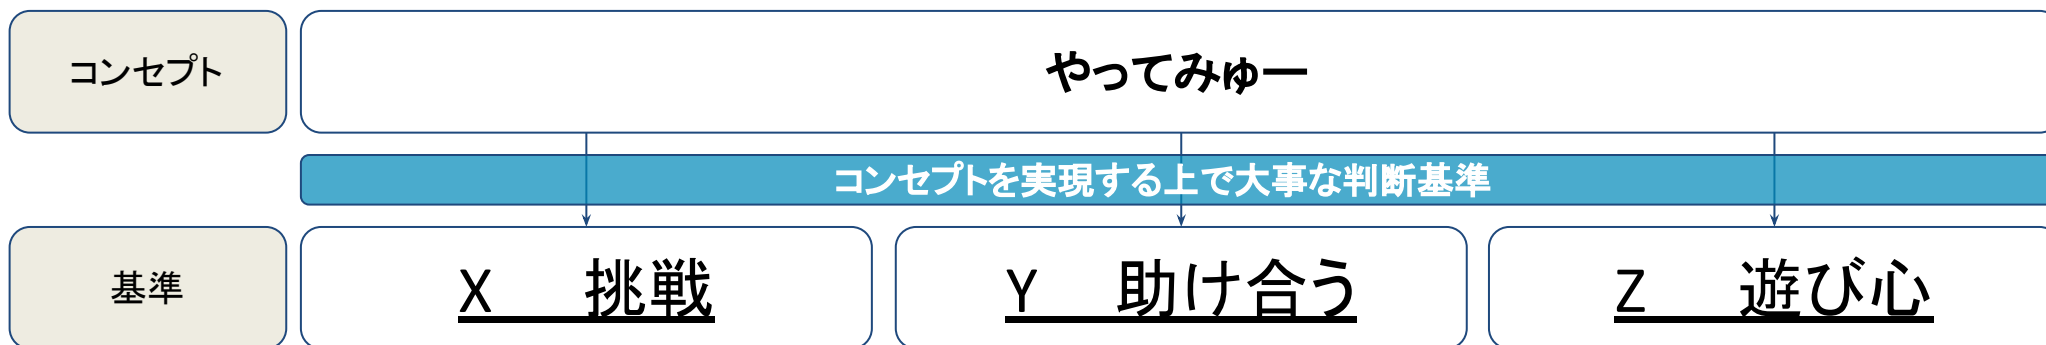 コンセプト
やってみゅー
コンセプトを実現する上で大事な判断基準
基準
X　挑戦
Y　助け合う
Z　遊び心